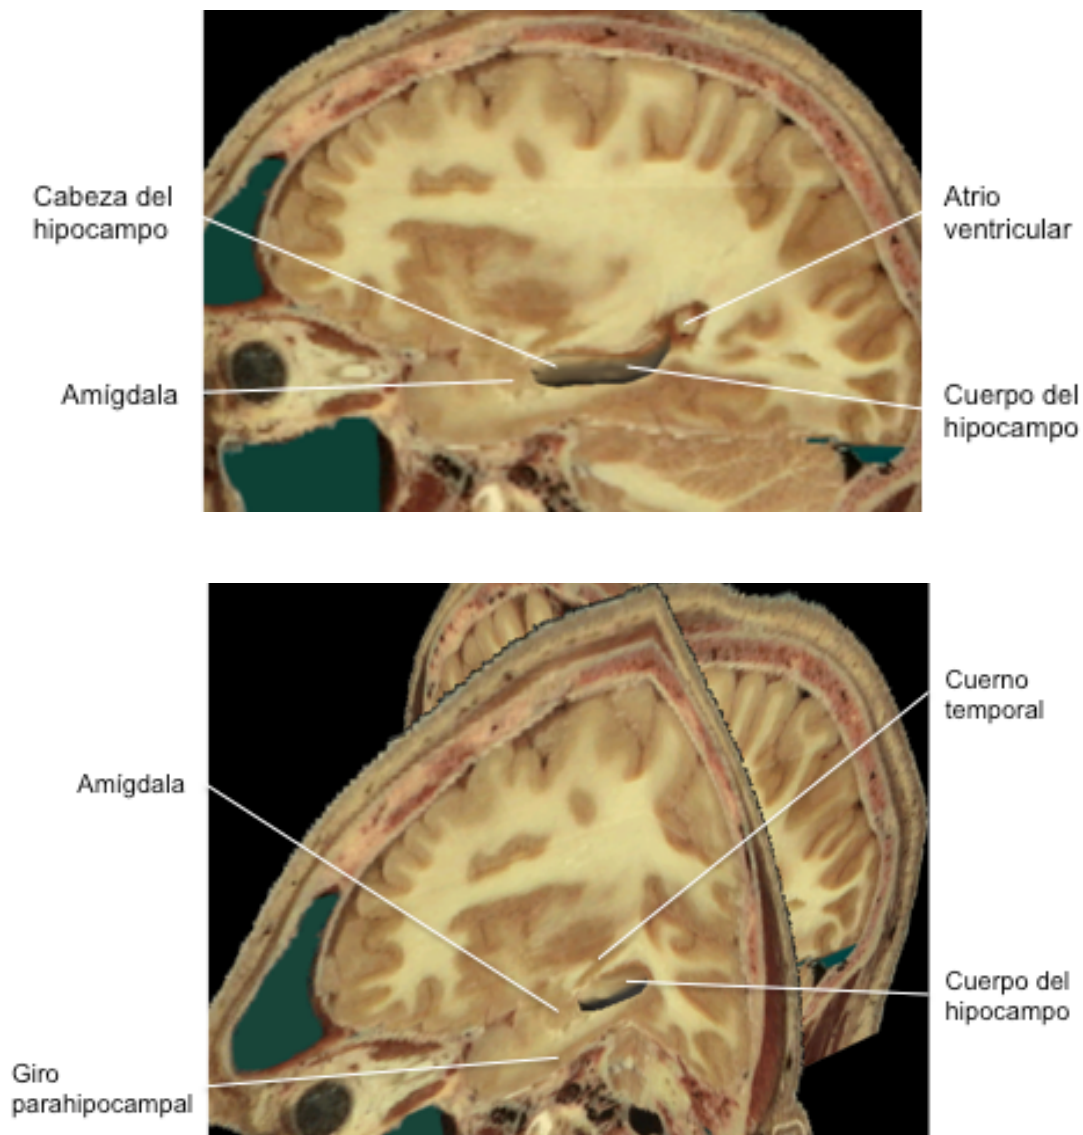 Cabeza del
hipocampo
Atrio
ventricular
Amígdala
Cuerpo del
hipocampo
Cuerno
temporal
Amígdala
Cuerpo del
hipocampo
Giro
parahipocampal